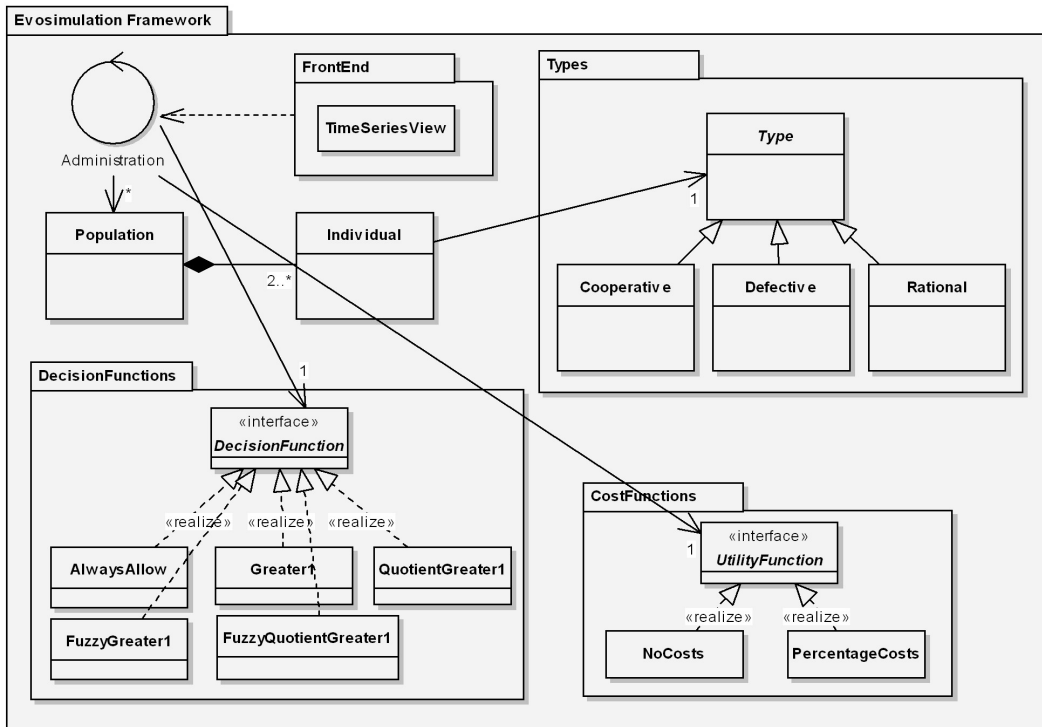 Evosimulation Framework
FrontEnd
TimeSeriesView
Types
Type
Administration
*
1
Population
Individual
2..*
Cooperative
Defective
Rational
DecisionFunctions
1
«interface»
DecisionFunction
«realize»
«realize»
«realize»
AlwaysAllow
Greater1
QuotientGreater1
FuzzyGreater1
FuzzyQuotientGreater1
CostFunctions
«interface»
1
UtilityFunction
«realize»
«realize»
NoCosts
PercentageCosts